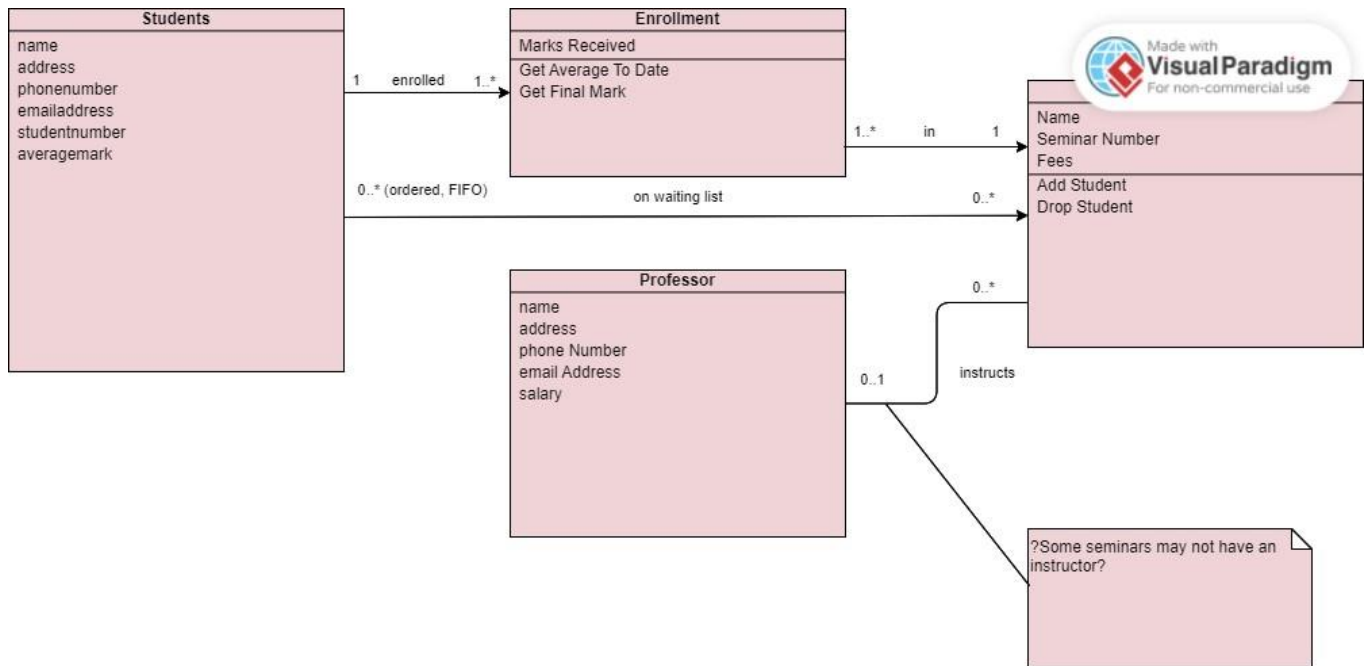 Students
name
address
phonenumber
emailaddress
studentnumber
averagemark
1 enrolled 1..*
Enrollment
Marks Received
Get Average To Date
Get Final Mark
1..* in 1
Made with
Visual Paradigm
For non-commercial use
Name
Seminar Number
Fees
Add Student
Drop Student
0..* (ordered, FIFO) on waiting list 0..*
Professor
name
address
phone Number
email Address
salary
0..*
0..1 instructs
?Some seminars may not have an
instructor?